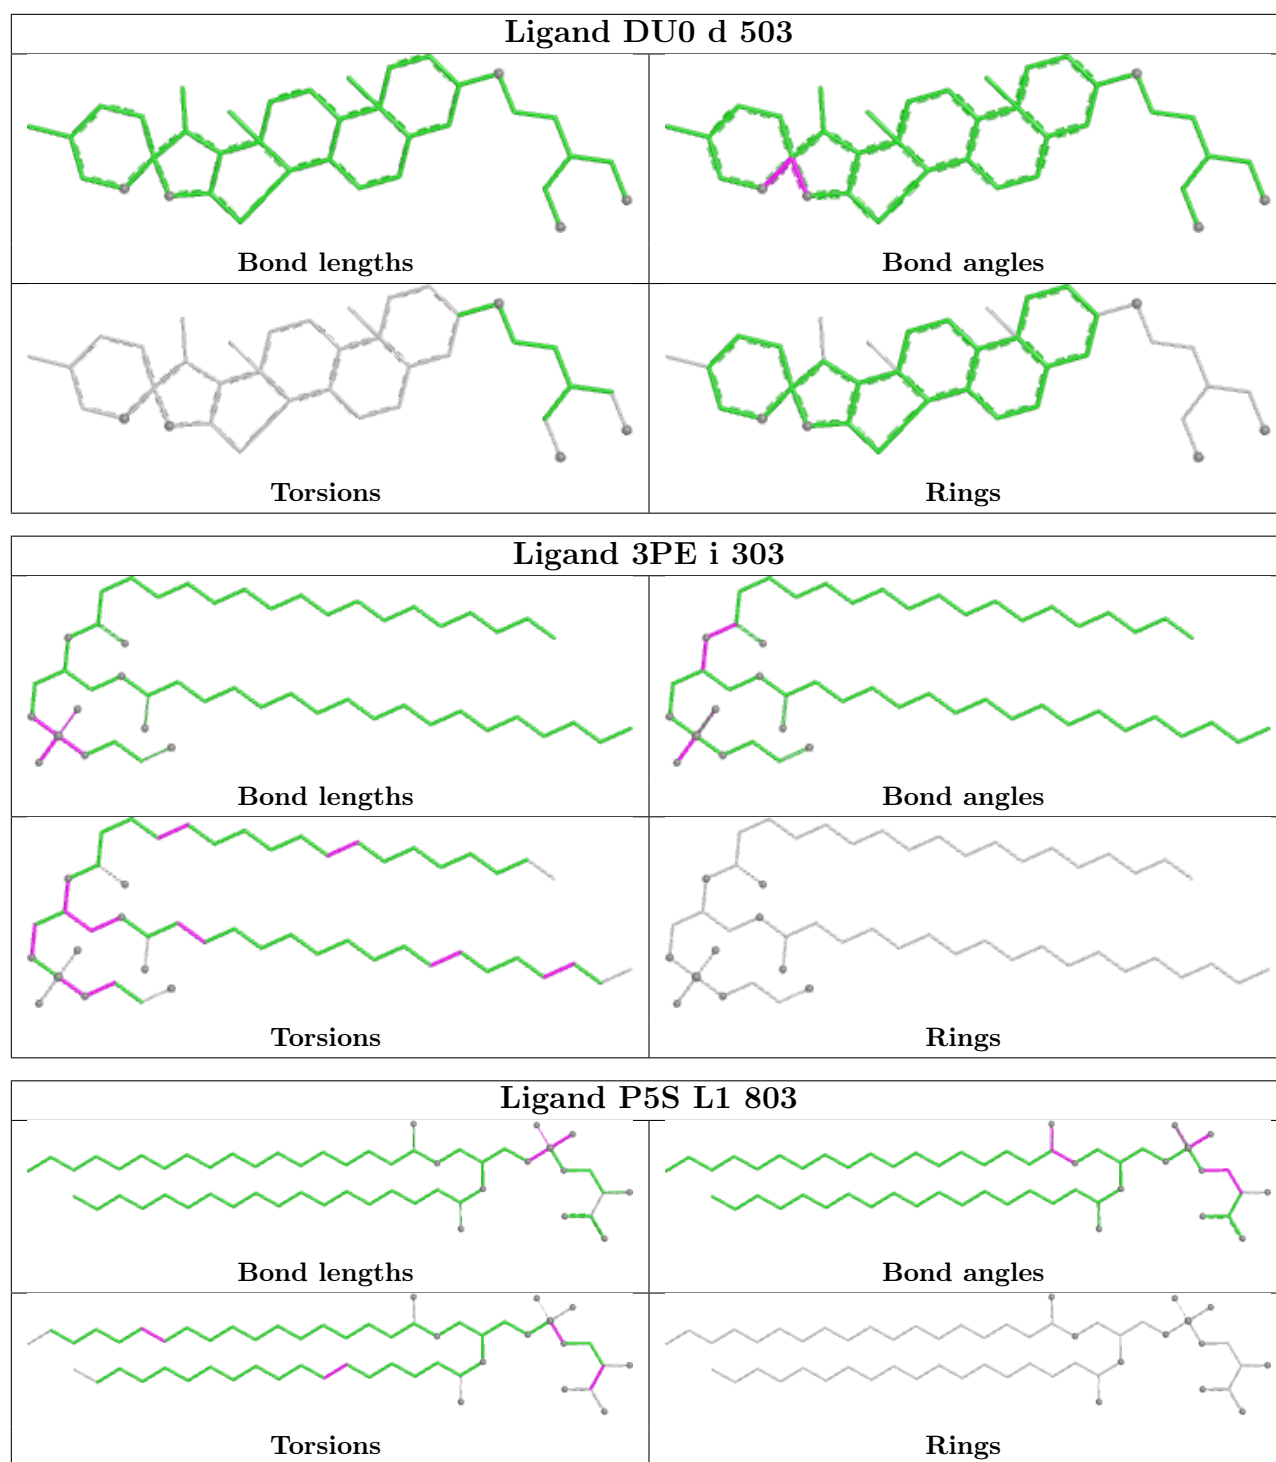 Ligand DU0 d 503
Bond lengths
Bond angles
Torsions
Rings
Ligand 3PE i 303
Bond lengths
Bond angles
Torsions
Rings
Ligand P5S L1 803
Bond lengths
Bond angles
Torsions
Rings